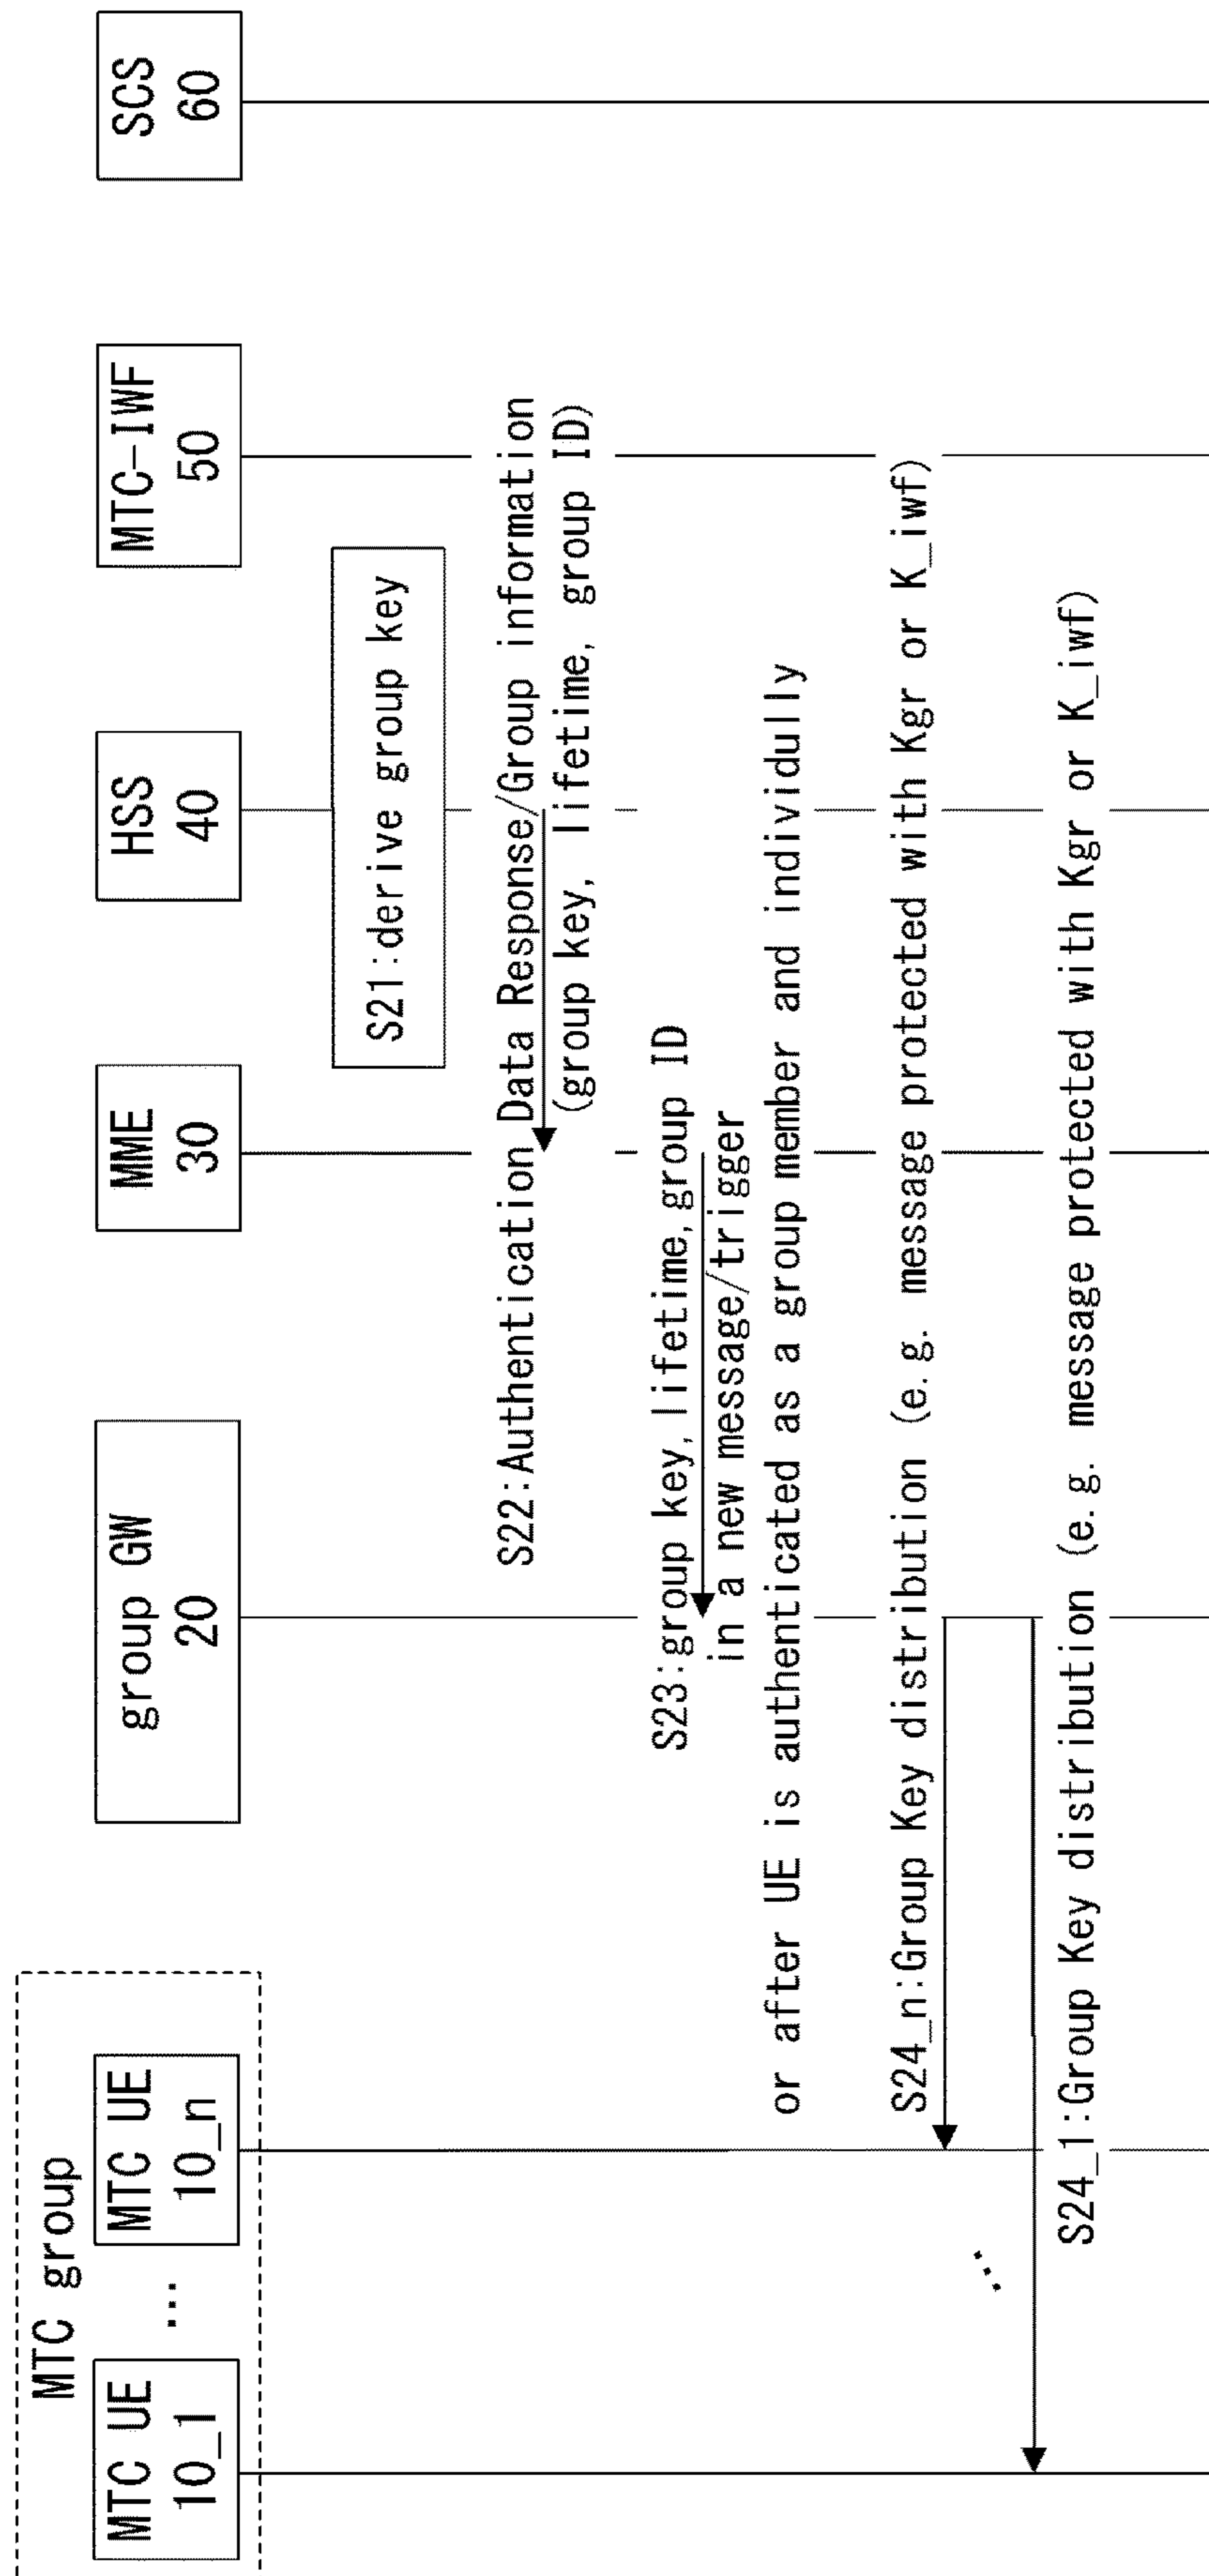 MTC group
MTC UE
10_1
...
MTC UE
10_n
group GW
20
MME
30
HSS
40
MTC-IWF
50
SCS
60
S21:derive group key
S22:Authentication Data Response/Group information
(group key, lifetime, group ID)
S23:group key, lifetime,group ID
in a new message/trigger
or after UE is authenticated as a group member and individully
S24_n:Group Key distribution (e.g. message protected with Kgr or K_iwf)
...
S24_1:Group Key distribution (e.g. message protected with Kgr or K_iwf)